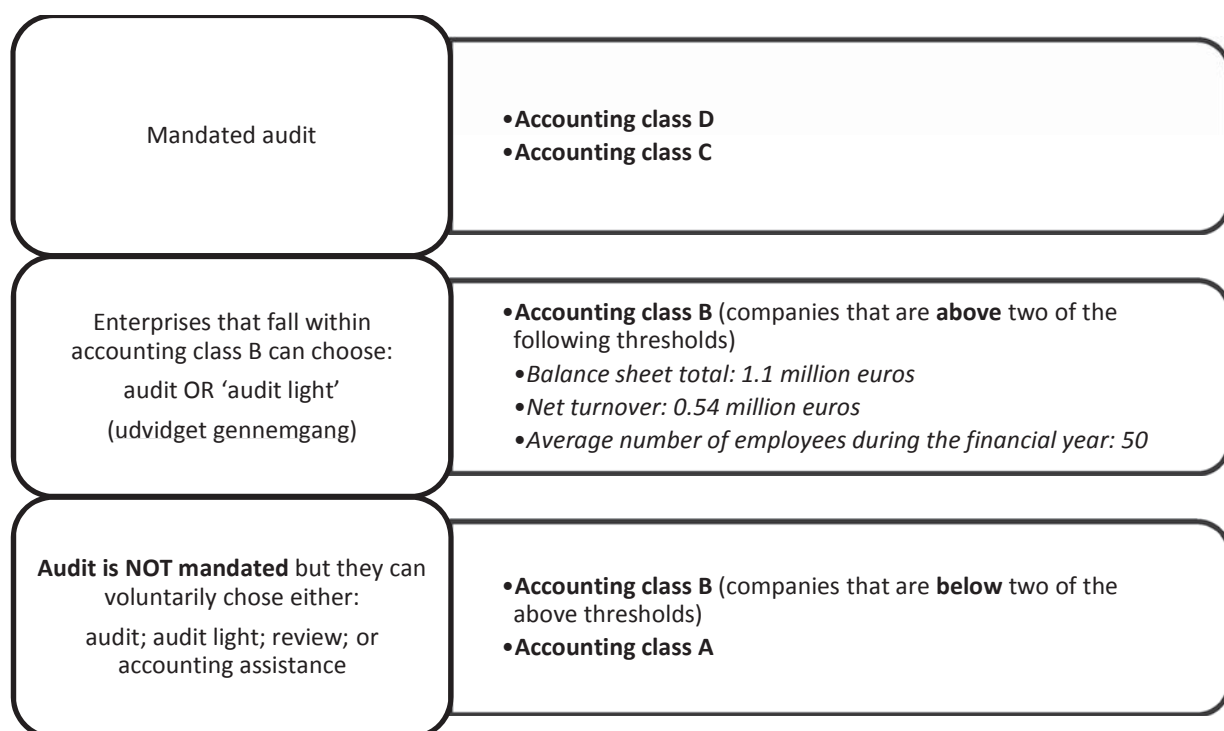 Mandated audit
•Accounting class D
•Accounting class C
Enterprises that fall within
accounting class B can choose:
audit OR ‘audit light’
(udvidget gennemgang)
•Accounting class B (companies that are above two of the
following thresholds)
•Balance sheet total: 1.1 million euros
•Net turnover: 0.54 million euros
•Average number of employees during the financial year: 50
Audit is NOT mandated but they can
voluntarily chose either:
audit; audit light; review; or
accounting assistance
•Accounting class B (companies that are below two of the
above thresholds)
•Accounting class A